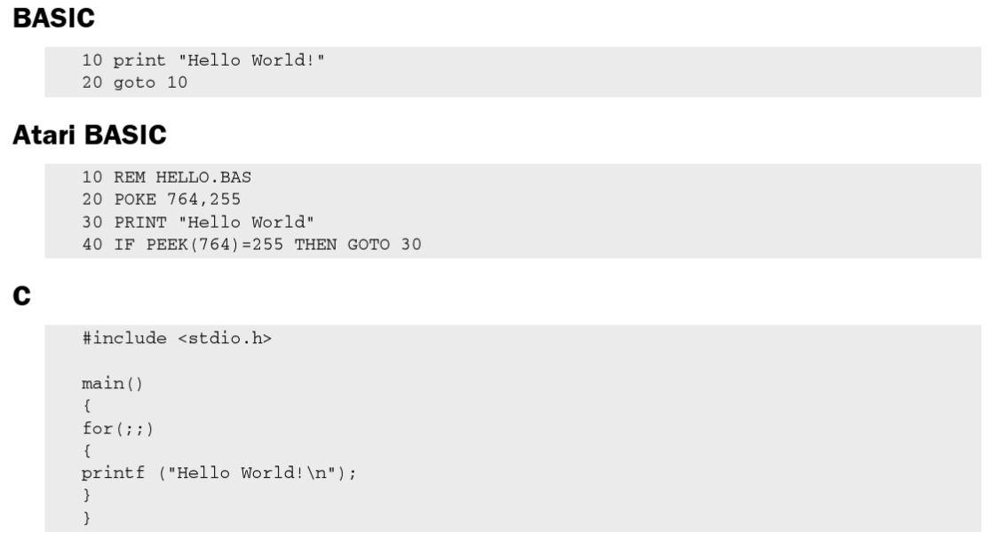 BASIC
10 print "Hello World!"
20 goto 10
Atari BASIC
10 REM HELLO.BAS
20 POKE 764,255
30 PRINT "Hello World"
40 IF PEEK(764)=255 THEN GOTO 30
C
#include <stdio.h>
main()
{
for(;;)
{
printf ("Hello World!\n");
}
}